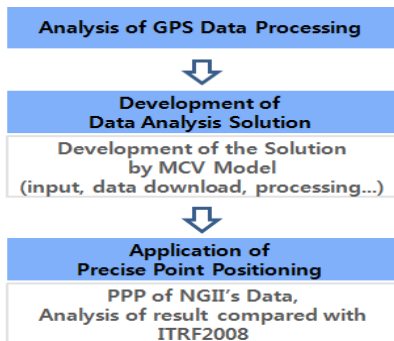 Analysis of GPS Data Processing
Development of
Data Analysis Solution
Development of the Solution
by MCV Model
(input, data download, processing...)
Application of
Precise Point Positioning
PPP of NGII's Data,
Analysis of result compared with
ITRF2008